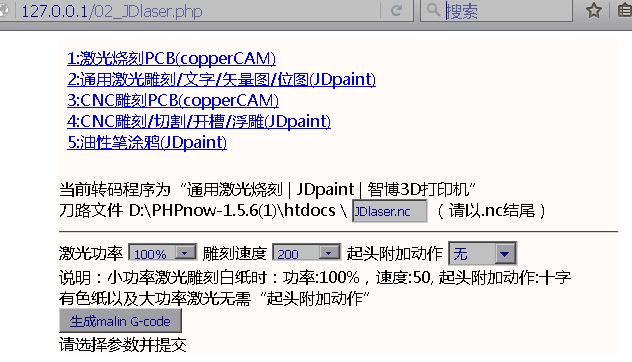 127.0.0.1/02_JDlaser.php
搜索
1:激光烧刻PCB(copperCAM)
2:通用激光雕刻/文字/矢量图/位图(JDpaint)
3:CNC雕刻PCB(copperCAM)
4:CNC雕刻/切割/开槽/浮雕(JDpaint)
5:油性笔涂鸦(JDpaint)
当前转码程序为“通用激光烧刻 | JDpaint | 智博3D打印机”
刀路文件 D:\PHPnow-1.5.6(1)\htdocs \ JDlaser.nc （请以.nc结尾）
激光功率 100% 雕刻速度 200 起头附加动作 无
说明：小功率激光雕刻白纸时：功率:100%，速度:50, 起头附加动作:十字
有色纸以及大功率激光无需“起头附加动作”
生成malin G-code
请选择参数并提交